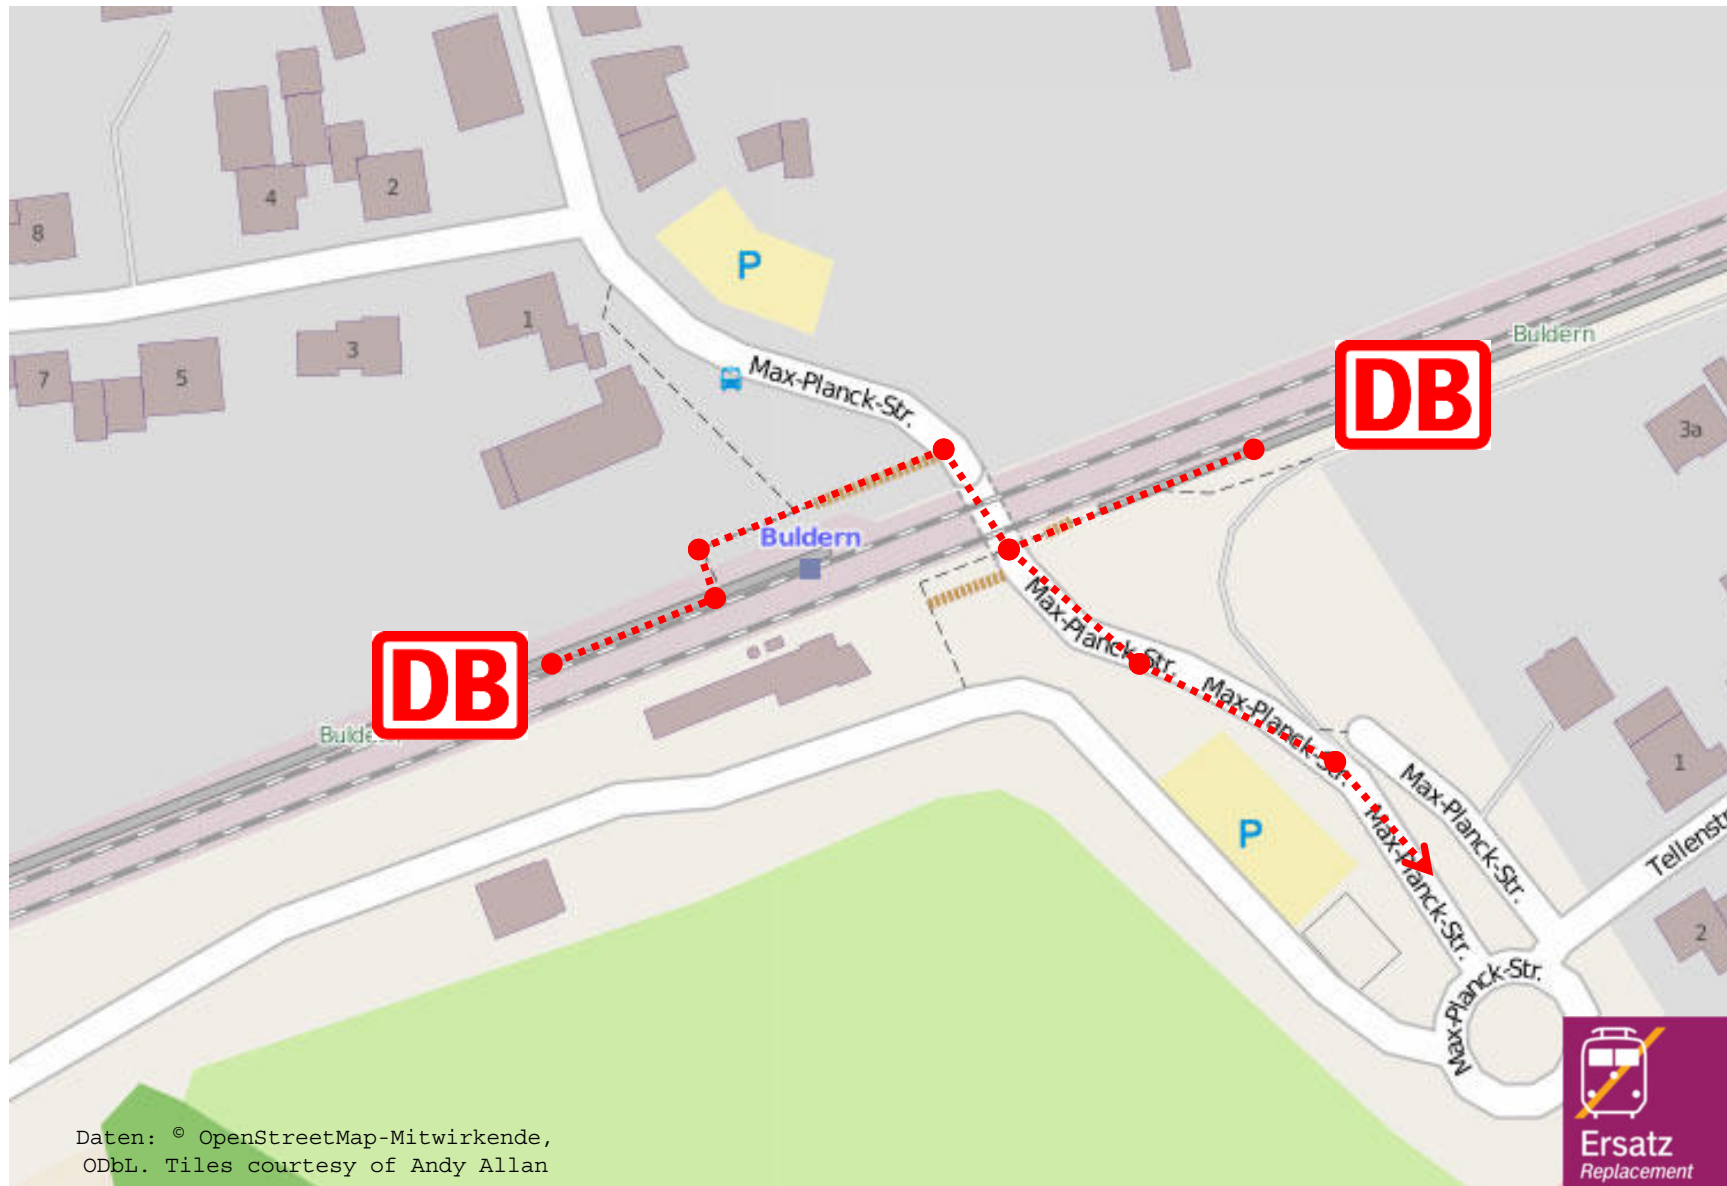 2
4
8
P
1
3
5
7
Max-Planck-Str.
Buldern
DB
3a
Buldern
Max-Planck-Str.
DB
Max-Planck-Str.
1
Max-Planck-Str.
P
Max-Planck-Str.
Tellenstr
2
Max-Planck-Str.
Ersatz
Replacement
Daten: © OpenStreetMap-Mitwirkende,
ODbL. Tiles courtesy of Andy Allan